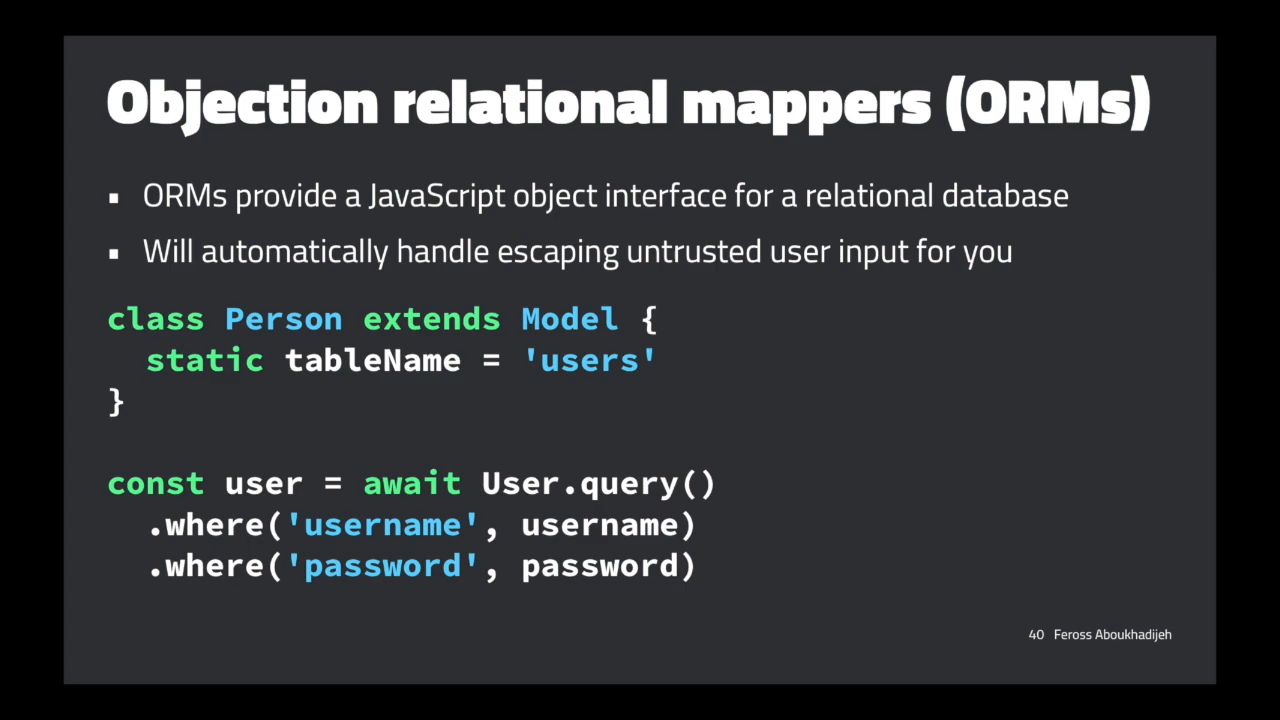 Objection relational mappers (ORMs)
▪ ORMs provide a JavaScript object interface for a relational database
▪ Will automatically handle escaping untrusted user input for you
class Person extends Model {
  static tableName = 'users'
}
const user = await User.query()
  .where('username', username)
  .where('password', password)
40 Feross Aboukhadijeh